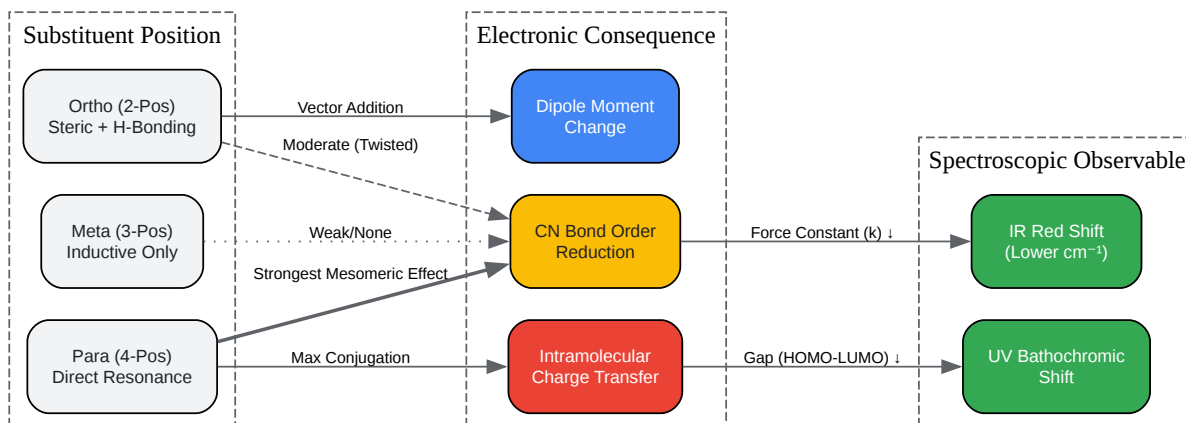 Substituent Position
Electronic Consequence
Spectroscopic Observable
Ortho (2-Pos)
Steric + H-Bonding
Vector Addition
Dipole Moment
Change
Moderate (Twisted)
Meta (3-Pos)
Inductive Only
Weak/None
CN Bond Order
Reduction
Force Constant (k) ↓
IR Red Shift
(Lower cm⁻¹)
Strongest Mesomeric Effect
Para (4-Pos)
Direct Resonance
Max Conjugation
Intramolecular
Charge Transfer
Gap (HOMO-LUMO) ↓
UV Bathochromic
Shift